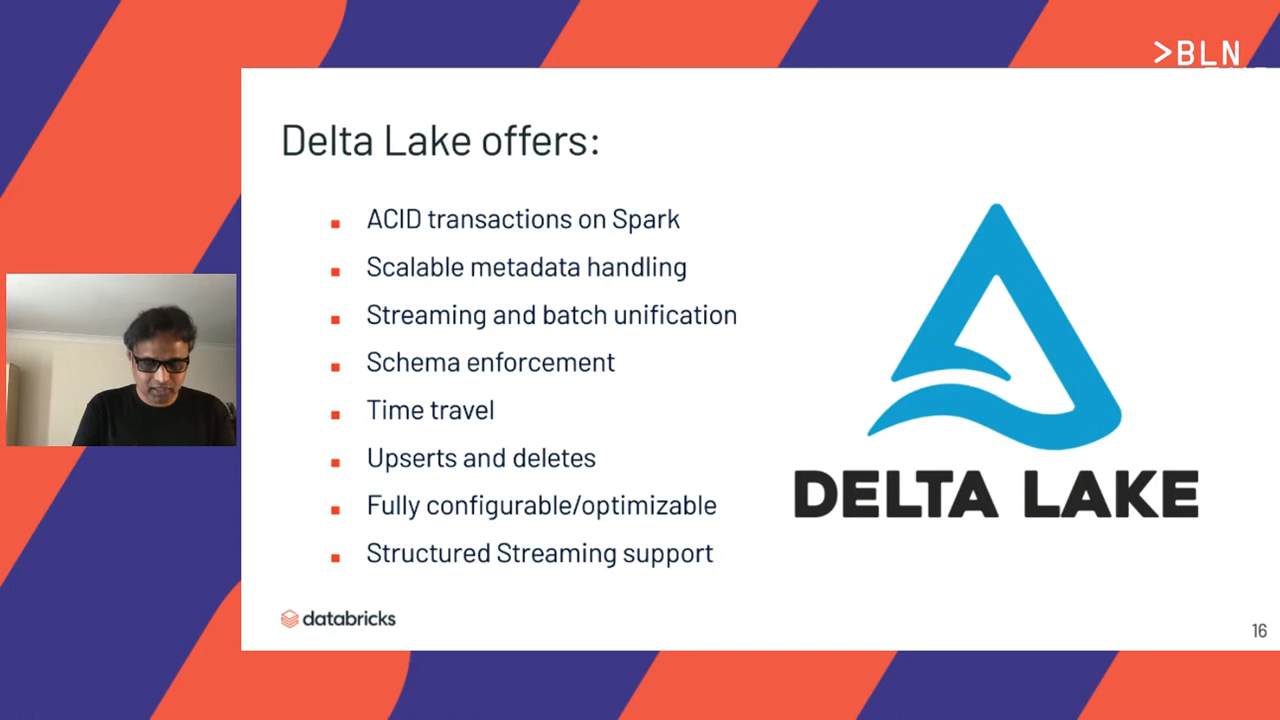 >BLN
Delta Lake offers:
ACID transactions on Spark
Scalable metadata handling
Streaming and batch unification
Schema enforcement
Time travel
Upserts and deletes
Fully configurable/optimizable
Structured Streaming support
DELTA LAKE
databricks
16